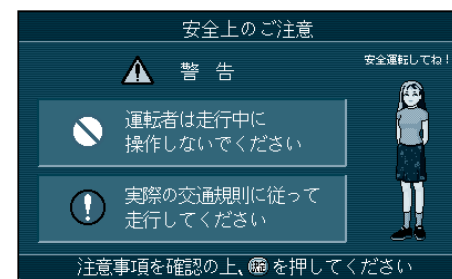 安全上のご注意
警 告
安全運転してね!
運転者は走行中に
操作しないでください
実際の交通規則に従って
走行してください
注意事項を確認の上、を押してください